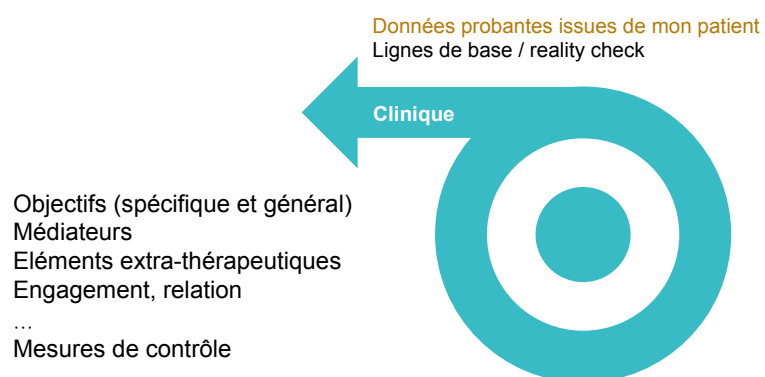 Données probantes issues de mon patient
Lignes de base / reality check
Clinique
Objectifs (spécifique et général)
Médiateurs
Eléments extra-thérapeutiques
Engagement, relation
...
Mesures de contrôle